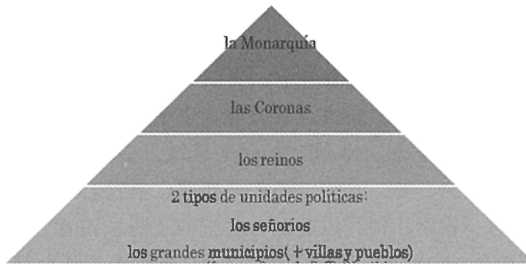 la Monarquía
las Coronas
los reinos
2 tipos de unidades políticas:
los señoríos
los grandes municipios( + villas y pueblos)